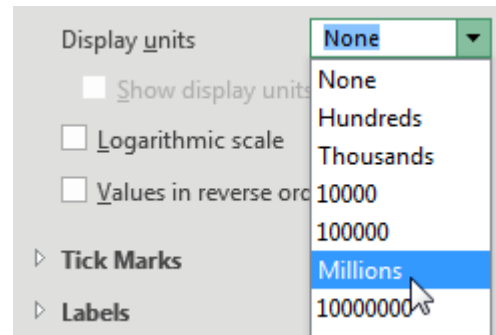 Display units None
None
Show display units
Hundreds
Logarithmic scale
Thousands
Values in reverse
10000
100000
Tick Marks
Millions
Labels
10000000